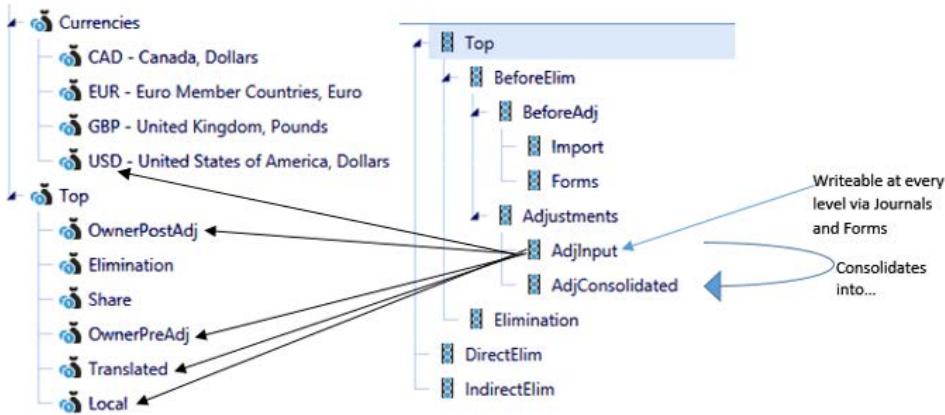 Currencies
CAD - Canada, Dollars
EUR - Euro Member Countries, Euro
GBP - United Kingdom, Pounds
USD - United States of America, Dollars
Top
OwnerPostAdj
Elimination
Share
OwnerPreAdj
Translated
Local
Top
BeforeElim
BeforeAdj
Import
Forms
Adjustments
AdjInput
AdjConsolidated
Elimination
DirectElim
IndirectElim
Writeable at every
level via Journals
and Forms
Consolidates
into...